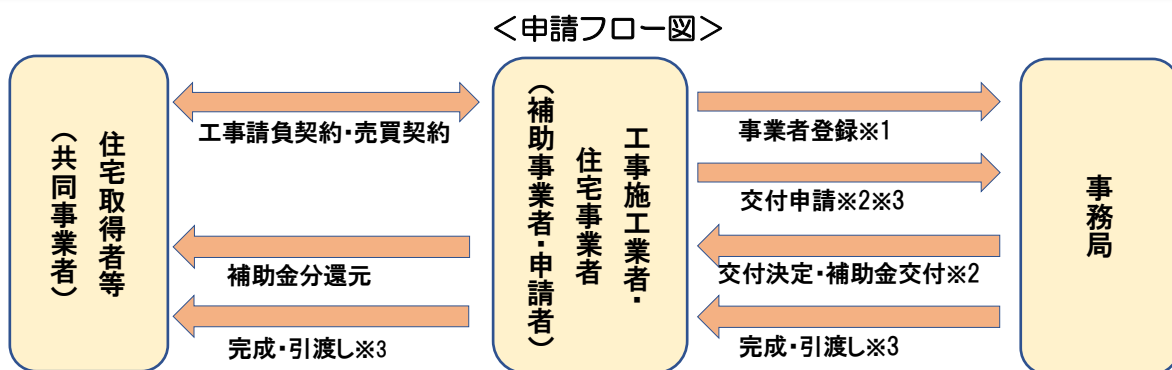 ＜申請フロー図＞
住宅取得者等
（共同事業者）
工事請負契約・売買契約
補助金分還元
完成・引渡し※3
工事施工業者・
住宅事業者
（補助事業者・申請者）
事業者登録※1
交付申請※2※3
交付決定・補助金交付※2
完成・引渡し※3
事務局